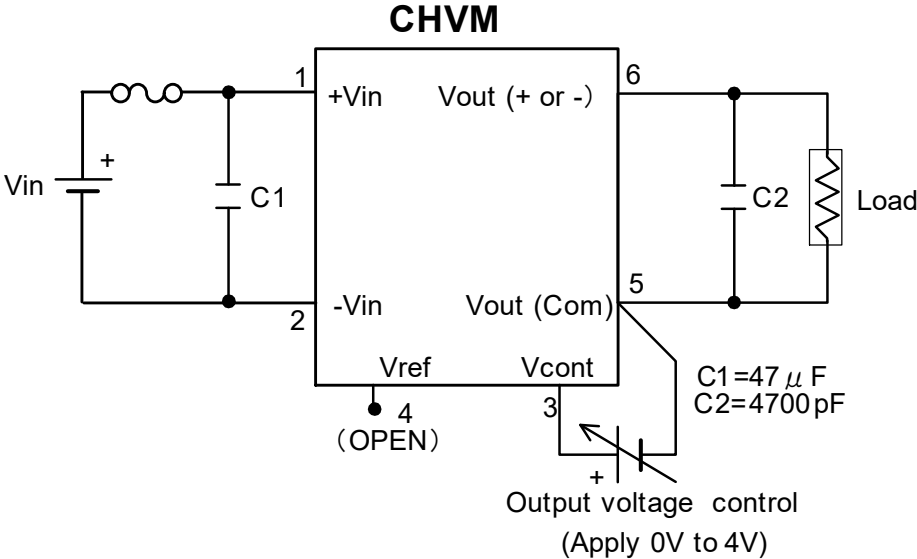 CHVM
1
6
+Vin
Vout (+ or -)
+
Vin
C1
C2
Load
5
-Vin
Vout (Com)
2
Vref
Vcont
C1=47μF
C2=4700pF
4
3
(OPEN)
+
Output voltage control
(Apply 0V to 4V)